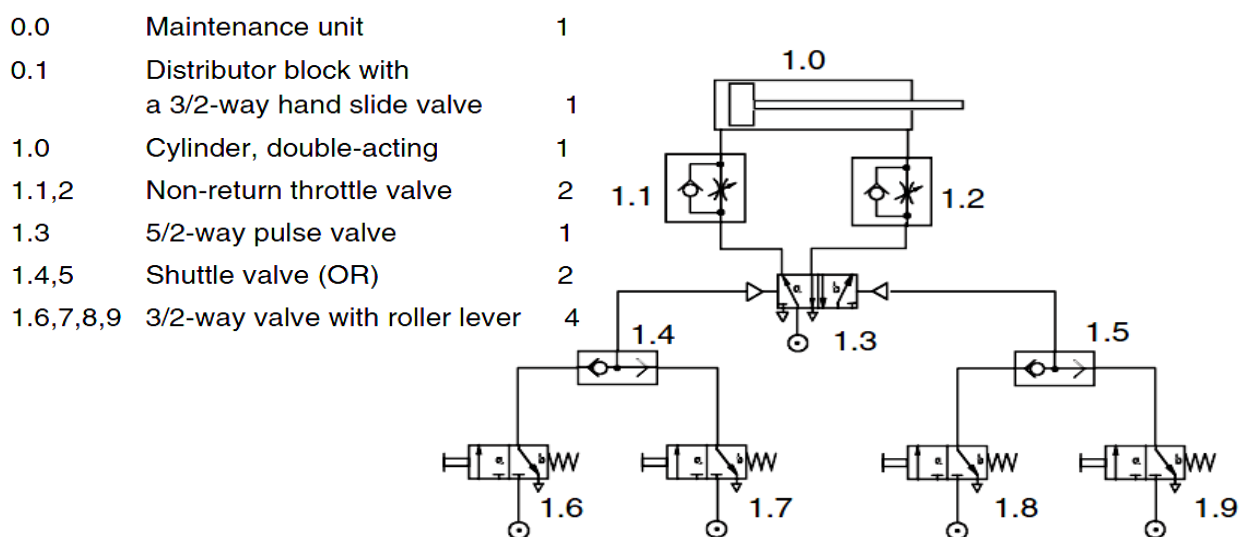 0.0 Maintenance unit 1
0.1 Distributor block with
a 3/2-way hand slide valve 1
1.0 Cylinder, double-acting 1
1.1,2 Non-return throttle valve 2
1.3 5/2-way pulse valve 1
1.4,5 Shuttle valve (OR) 2
1.6,7,8,9 3/2-way valve with roller lever 4
1.0
1.1
1.2
a b
1.3
1.4
1.5
a b
1.6
a b
1.7
a b
1.8
a b
1.9